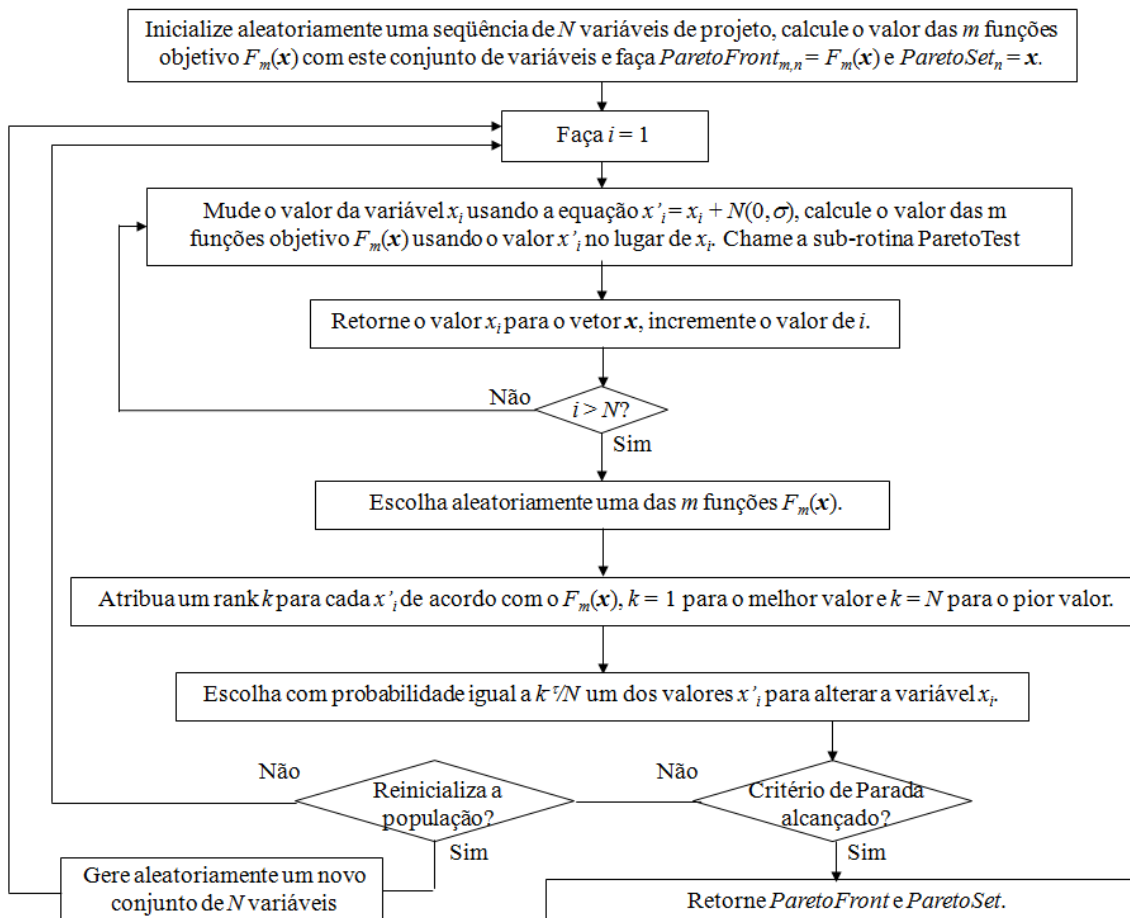 Inicialize aleatoriamente uma seqüência de N variáveis de projeto, calcule o valor das m funções
objetivo Fm(x) com este conjunto de variáveis e faça ParetoFrontm,n = Fm(x) e ParetoSetn = x.
Faça i = 1
Mude o valor da variável xi usando a equação x’i = xi + N(0, σ), calcule o valor das m
funções objetivo Fm(x) usando o valor x’i no lugar de xi. Chame a sub-rotina ParetoTest
Retorne o valor xi para o vetor x, incremente o valor de i.
Não
i > N?
Sim
Escolha aleatoriamente uma das m funções Fm(x).
Atribua um rank k para cada x’i de acordo com o Fm(x), k = 1 para o melhor valor e k = N para o pior valor.
Escolha com probabilidade igual a k-τ/N um dos valores x’i para alterar a variável xi.
Não
Reinicializa a
população?
Sim
Não
Critério de Parada
alcançado?
Sim
Gere aleatoriamente um novo
conjunto de N variáveis
Retorne ParetoFront e ParetoSet.